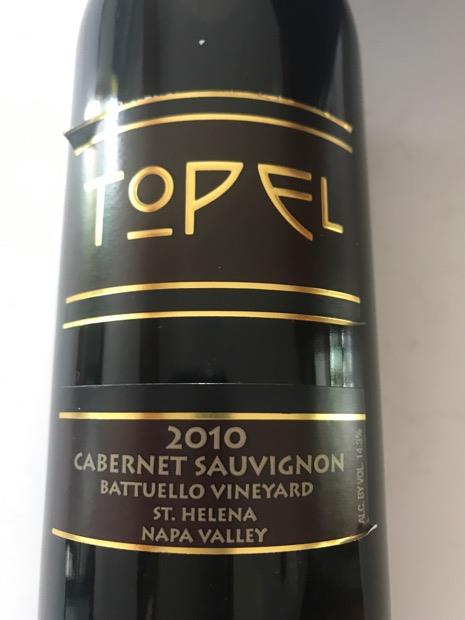 TOPEL
2010
CABERNET SAUVIGNON
BATTUELLO VINEYARD
ST. HELENA
NAPA VALLEY
ALC. BY VOL. 14.3%